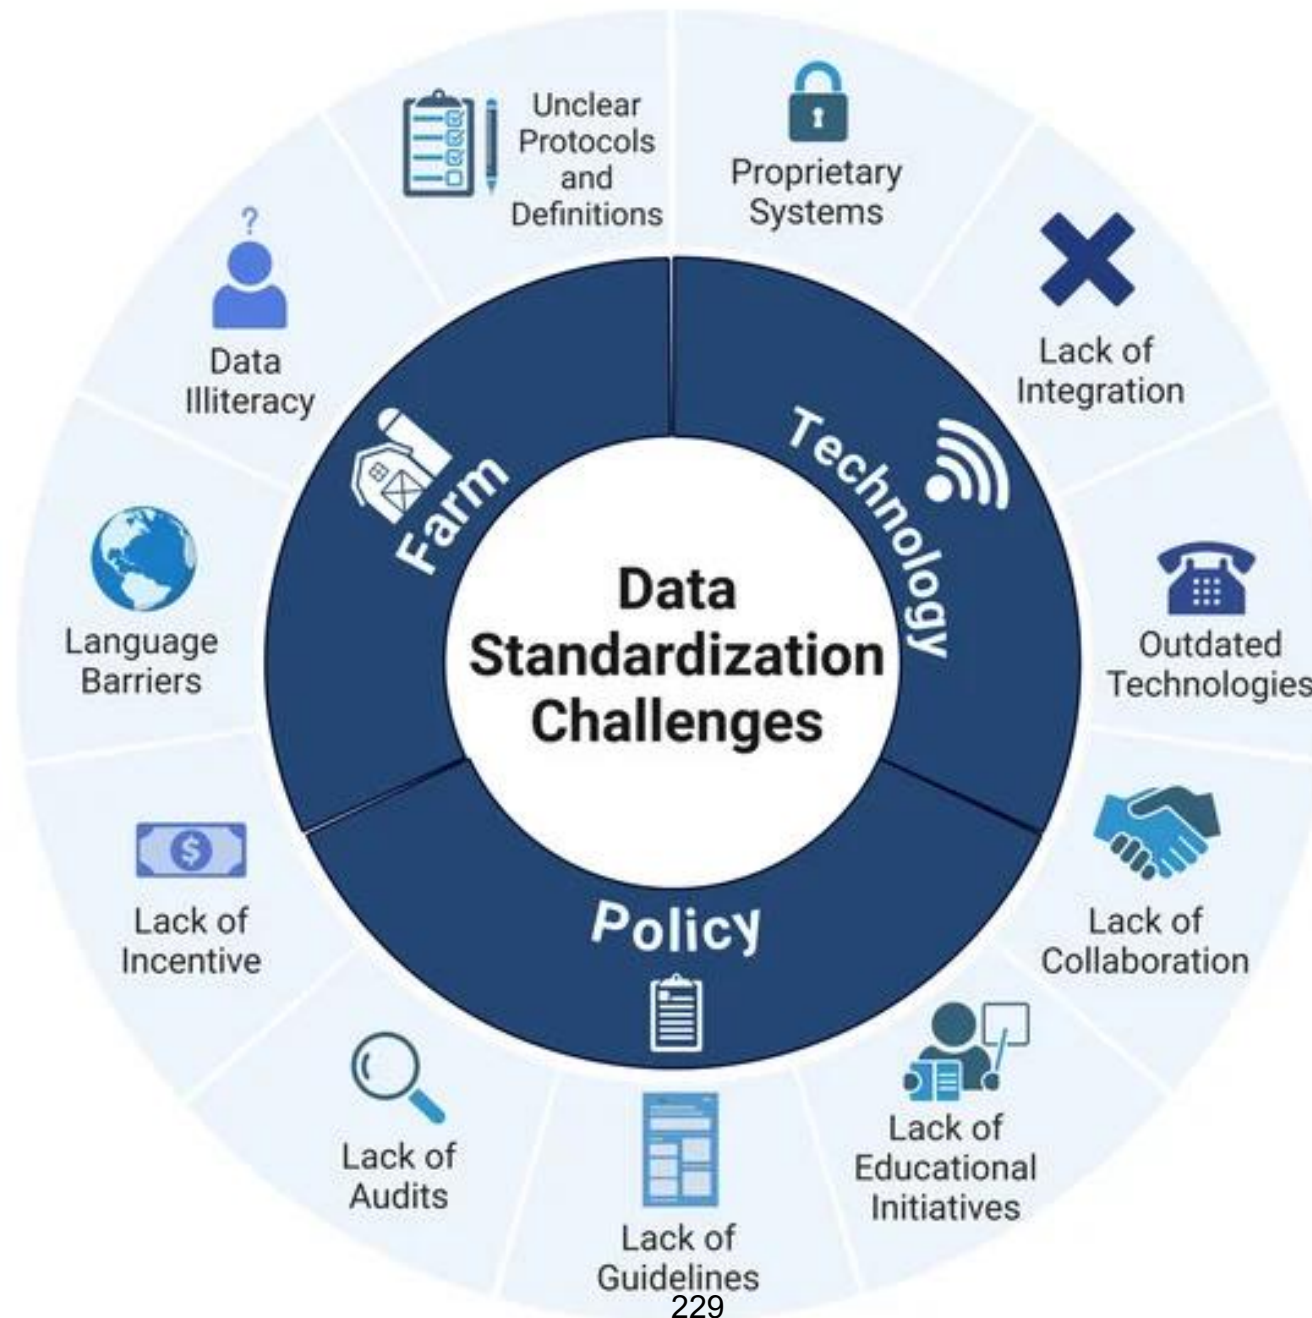 Data
Standardization
Challenges
Farm
Technology
Policy
Unclear
Protocols
and
Definitions
Proprietary
Systems
Lack of
Integration
Outdated
Technologies
Lack of
Collaboration
Lack of
Educational
Initiatives
Lack of
Guidelines
Lack of
Audits
$
Lack of
Incentive
Language
Barriers
?
Data
Illiteracy
229